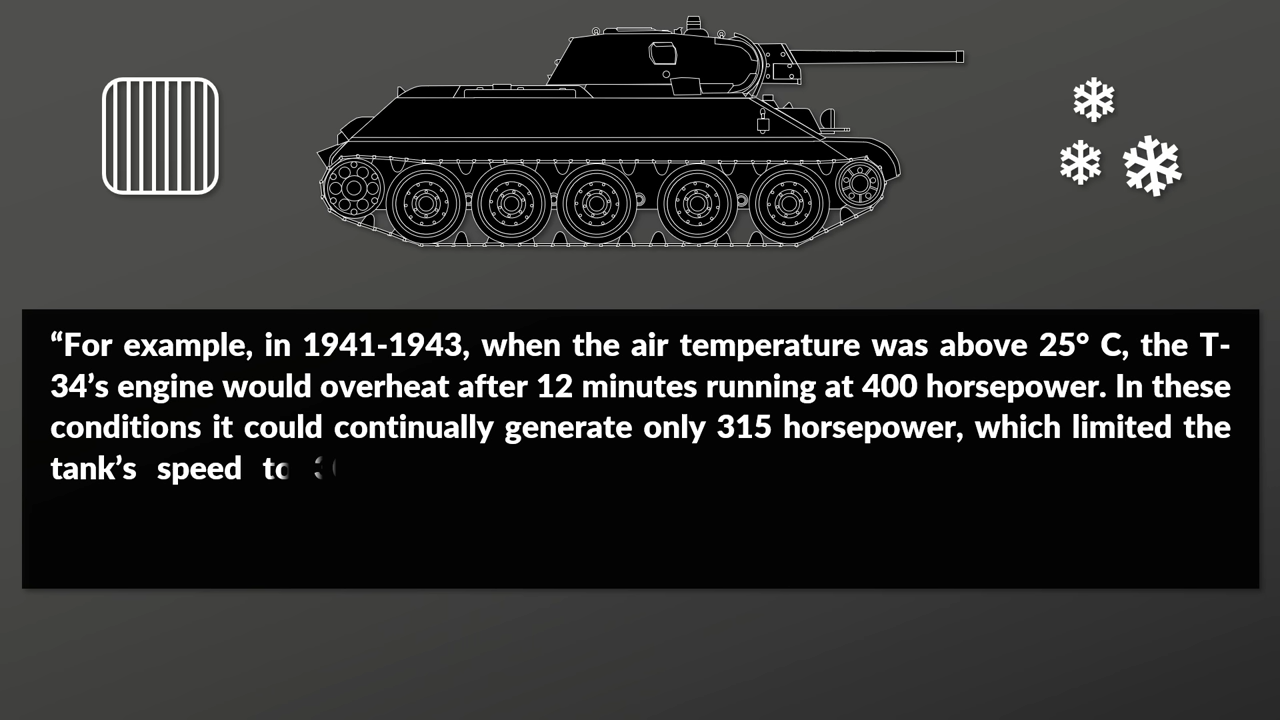 “For example, in 1941-1943, when the air temperature was above 25° C, the T-
34’s engine would overheat after 12 minutes running at 400 horsepower. In these
conditions it could continually generate only 315 horsepower, which limited the
tank’s speed to